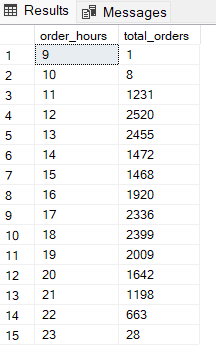 Results Messages
order_hours total_orders
1 9 1
2 10 8
3 11 1231
4 12 2520
5 13 2455
6 14 1472
7 15 1468
8 16 1920
9 17 2336
10 18 2399
11 19 2009
12 20 1642
13 21 1198
14 22 663
15 23 28